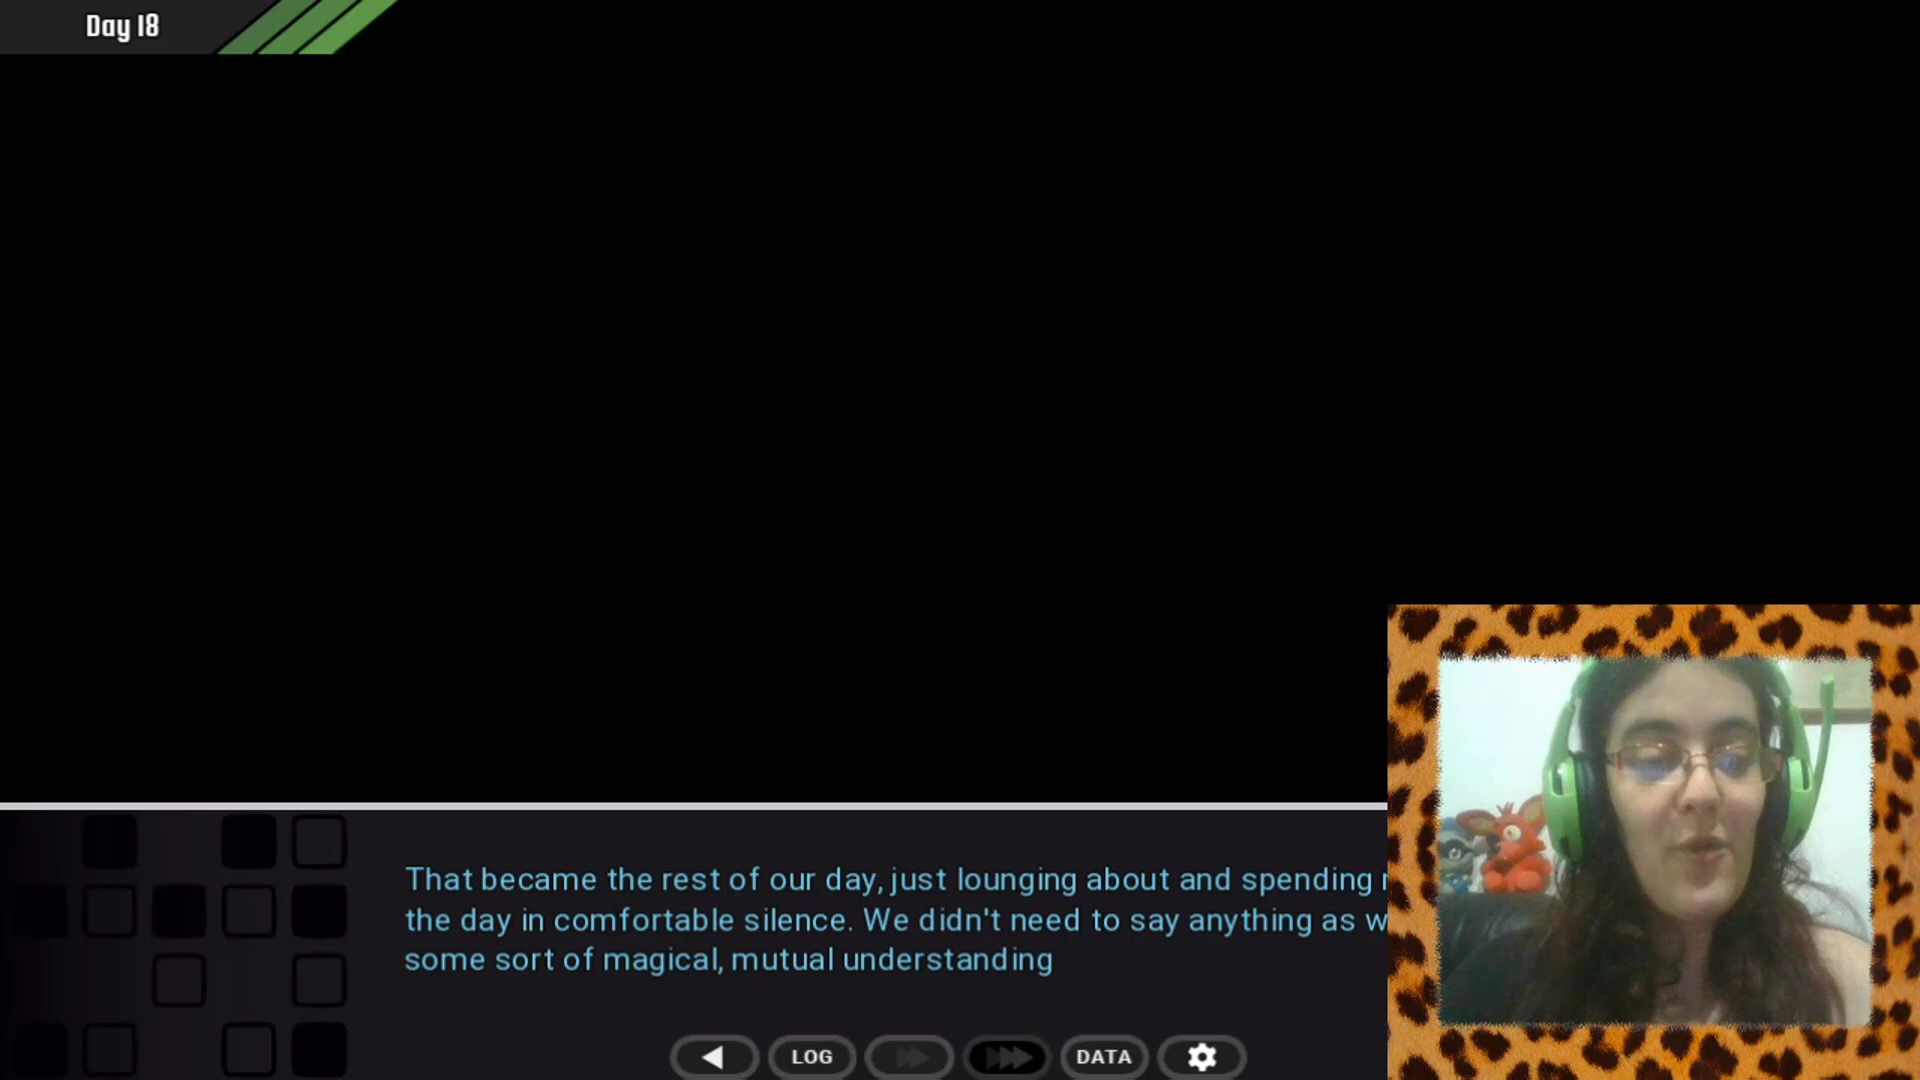 Day 18
That became the rest of our day, just lounging about and spending
the day in comfortable silence. We didn't need to say anything as
some sort of magical, mutual understanding
LOG
DATA